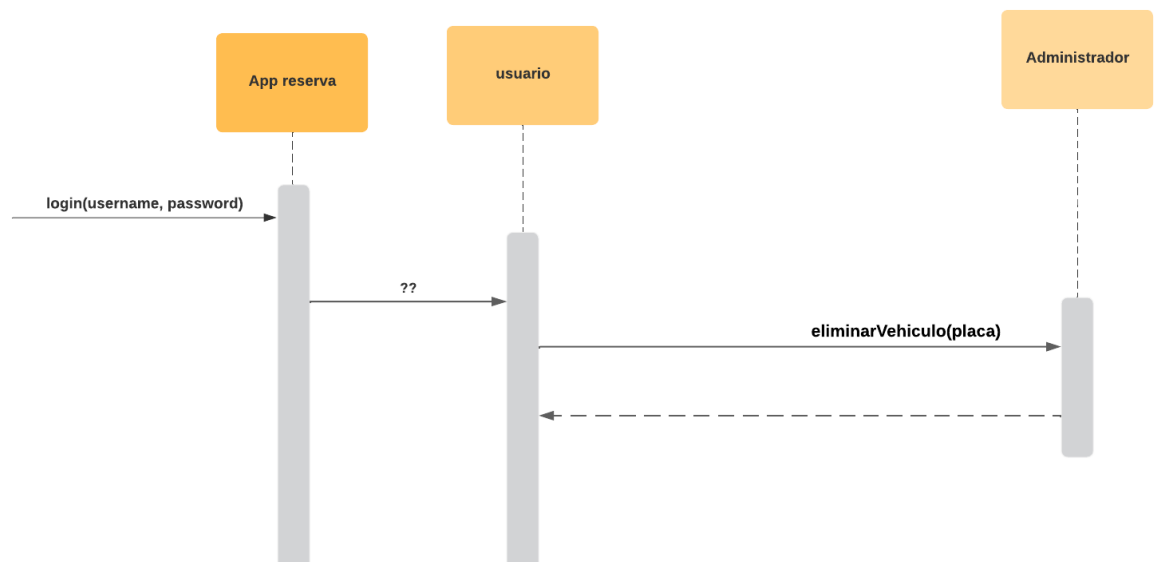 App reserva
usuario
Administrador
login(username, password)
??
eliminarVehiculo(placa)